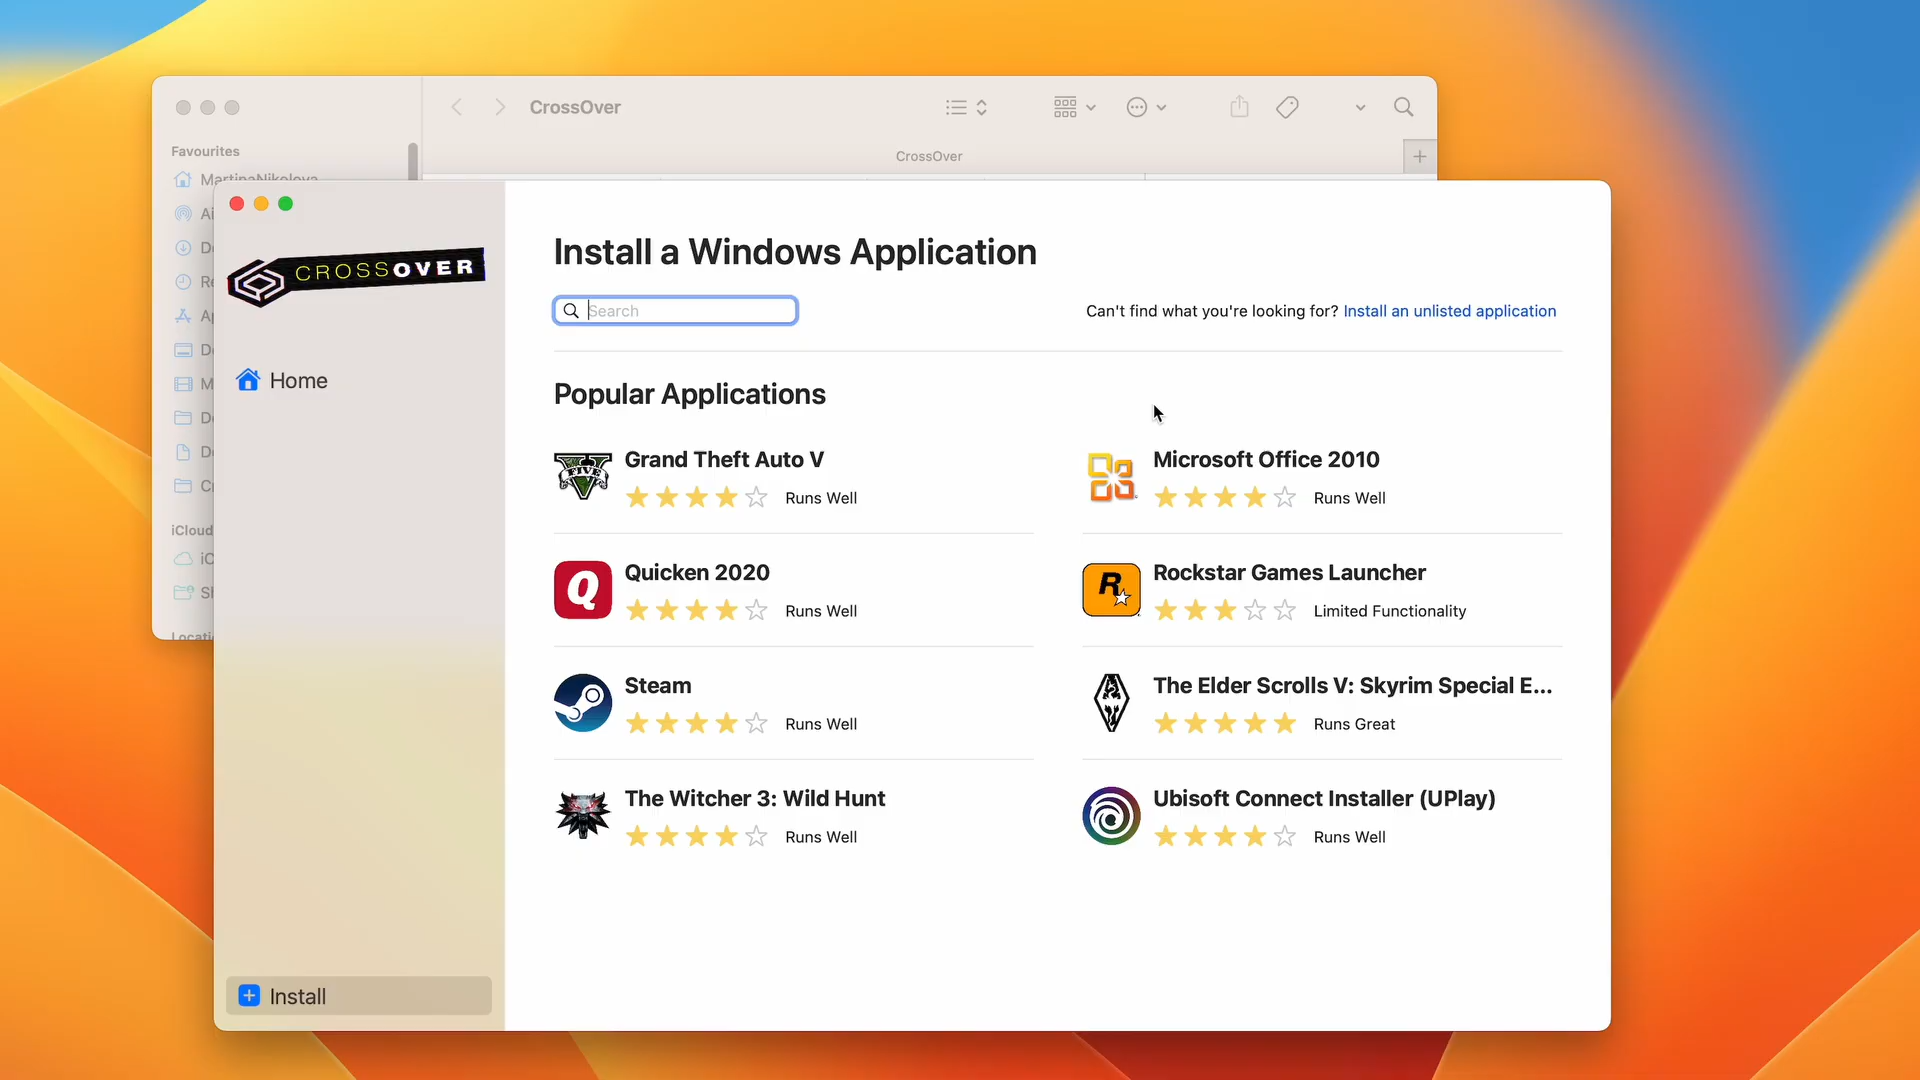 CrossOver
CrossOver
Favourites
MartinaNikolova
iCloud
CROSSOVER
Home
Install
Install a Windows Application
Search
Can't find what you're looking for? Install an unlisted application
Popular Applications
Grand Theft Auto V
FIVE
Runs Well
Microsoft Office 2010
Runs Well
Quicken 2020
Q
Runs Well
Rockstar Games Launcher
R
Limited Functionality
Steam
Runs Well
The Elder Scrolls V: Skyrim Special E...
Runs Great
The Witcher 3: Wild Hunt
Runs Well
Ubisoft Connect Installer (UPlay)
Runs Well